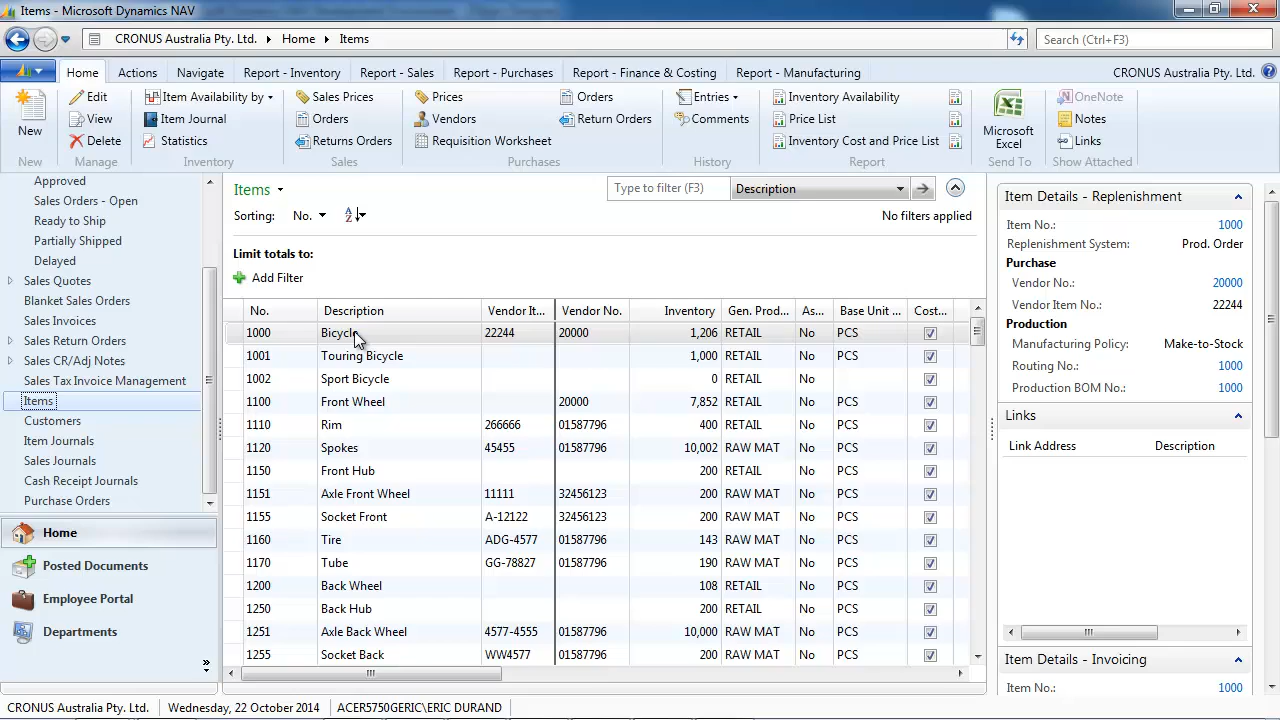 Items - Microsoft Dynamics NAV
CRONUS Australia Pty. Ltd. Home Items
Search (Ctrl+F3)
Home Actions Navigate Report - Inventory Report - Sales Report - Purchases Report - Finance & Costing Report - Manufacturing CRONUS Australia Pty. Ltd.
Edit Item Availability by Sales Prices Prices Orders Entries Inventory Availability OneNote
New View Item Journal Orders Vendors Return Orders Comments Price List Microsoft Excel Notes
Delete Statistics Returns Orders Requisition Worksheet Inventory Cost and Price List Links
New Manage Inventory Sales Purchases History Report Send To Show Attached
Approved
Sales Orders - Open
Ready to Ship
Partially Shipped
Delayed
Sales Quotes
Blanket Sales Orders
Sales Invoices
Sales Return Orders
Sales CR/Adj Notes
Sales Tax Invoice Management
Items
Customers
Item Journals
Sales Journals
Cash Receipt Journals
Purchase Orders
Home
Posted Documents
Employee Portal
Departments
Items Type to filter (F3) Description
Sorting: No. No filters applied
Limit totals to:
Add Filter
No. Description Vendor It... Vendor No. Inventory Gen. Prod... As... Base Unit ... Cost...
1000 Bicycle 22244 20000 1,206 RETAIL No PCS
1001 Touring Bicycle 1,000 RETAIL No PCS
1002 Sport Bicycle 0 RETAIL No
1100 Front Wheel 20000 7,852 RETAIL No PCS
1110 Rim 266666 01587796 400 RETAIL No PCS
1120 Spokes 45455 01587796 10,002 RAW MAT No PCS
1150 Front Hub 200 RETAIL No PCS
1151 Axle Front Wheel 11111 32456123 200 RAW MAT No PCS
1155 Socket Front A-12122 32456123 200 RAW MAT No PCS
1160 Tire ADG-4577 01587796 143 RAW MAT No PCS
1170 Tube GG-78827 01587796 190 RAW MAT No PCS
1200 Back Wheel 108 RETAIL No PCS
1250 Back Hub 200 RETAIL No PCS
1251 Axle Back Wheel 4577-4555 01587796 10,000 RAW MAT No PCS
1255 Socket Back WW4577 01587796 200 RAW MAT No PCS
Item Details - Replenishment
Item No.: 1000
Replenishment System: Prod. Order
Purchase
Vendor No.: 20000
Vendor Item No.: 22244
Production
Manufacturing Policy: Make-to-Stock
Routing No.: 1000
Production BOM No.: 1000
Links
Link Address Description
Item Details - Invoicing
Item No.: 1000
CRONUS Australia Pty. Ltd. Wednesday, 22 October 2014 ACER5750GERIC\ERIC DURAND